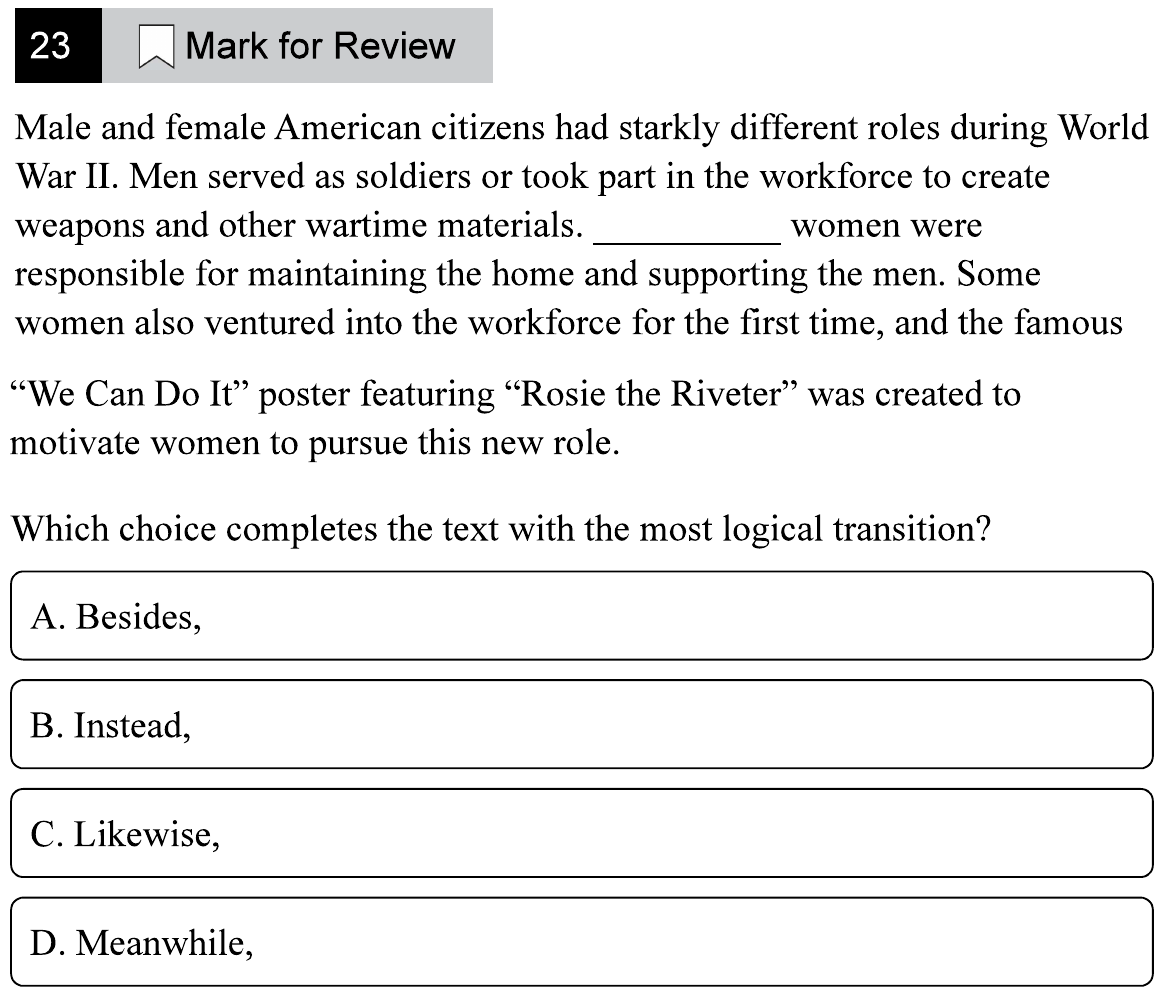 23 Mark for Review
Male and female American citizens had starkly different roles during World
War II. Men served as soldiers or took part in the workforce to create
weapons and other wartime materials. __________ women were
responsible for maintaining the home and supporting the men. Some
women also ventured into the workforce for the first time, and the famous
“We Can Do It” poster featuring “Rosie the Riveter” was created to
motivate women to pursue this new role.
Which choice completes the text with the most logical transition?
A. Besides,
B. Instead,
C. Likewise,
D. Meanwhile,